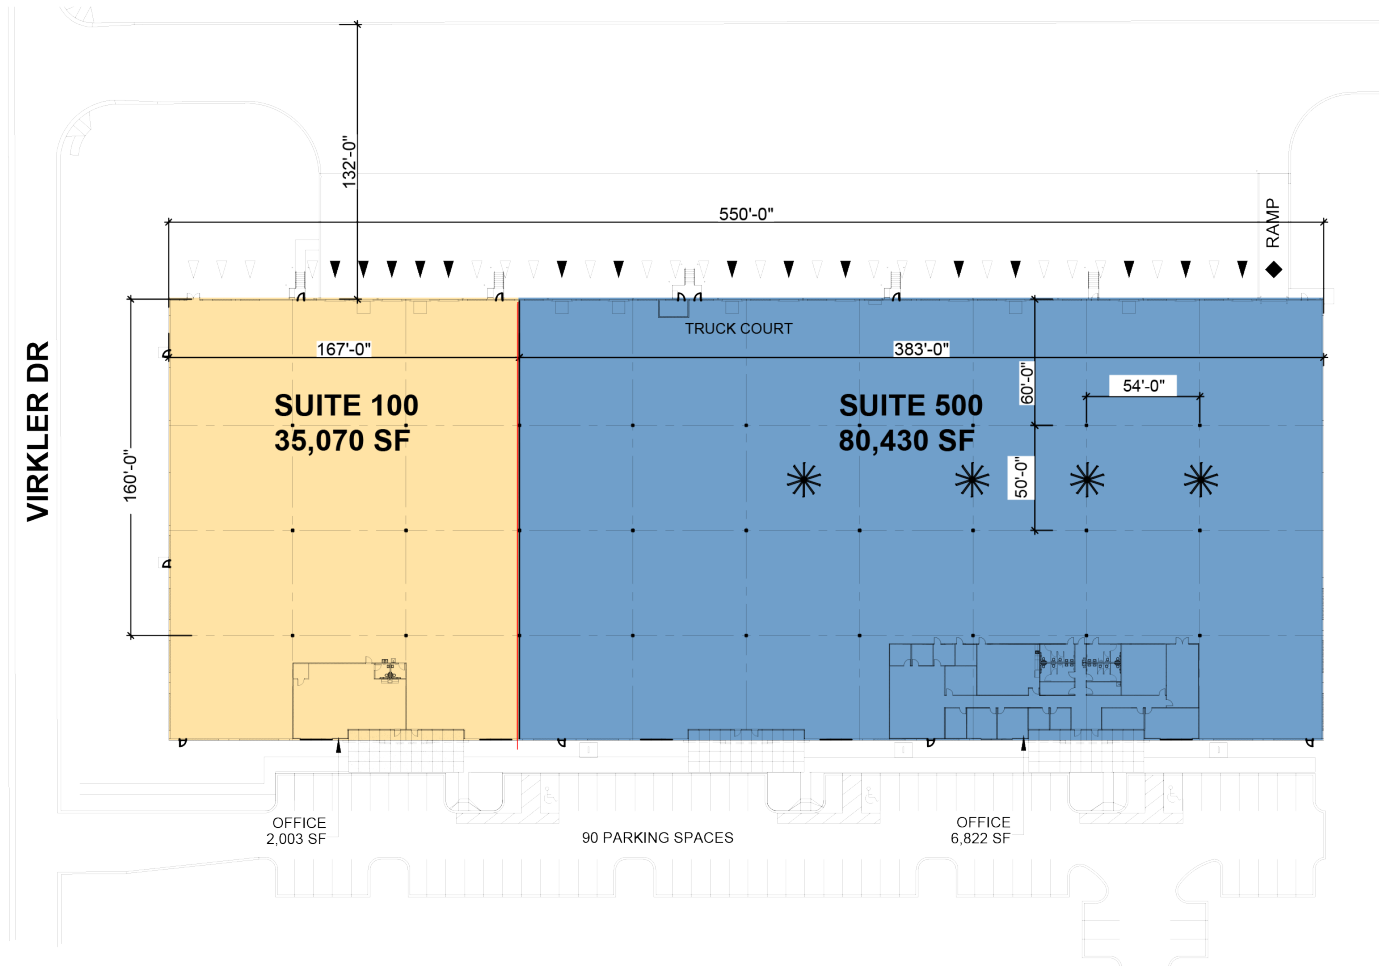 132'-0"
550'-0"
RAMP
TRUCK COURT
167'-0"
383'-0"
VIRKLER DR
SUITE 100
35,070 SF
SUITE 500
80,430 SF
60'-0"
54'-0"
160'-0"
50'-0"
OFFICE
2,003 SF
90 PARKING SPACES
OFFICE
6,822 SF